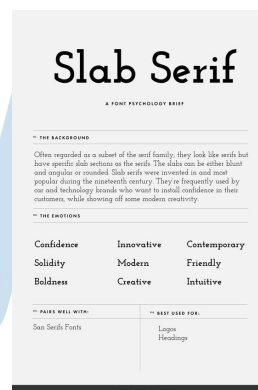 Slab Serif
A FONT PSYCHOLOGY BRIEF
THE BACKGROUND
Often regarded as a subset of the serif family, they look like serifs but
have specific slab sections as the serifs. The slabs can be either blunt
and angular or rounded. Slab serifs were invented in and most
popular during the nineteenth century. They're frequently used by
car and technology brands who want to install confidence in their
customers, while showing off some modern creativity.
THE EMOTIONS
Confidence Innovative Contemporary
Solidity Modern Friendly
Boldness Creative Intuitive
PAIRS WELL WITH: BEST USED FOR:
San Serifs Fonts Logos
Headings